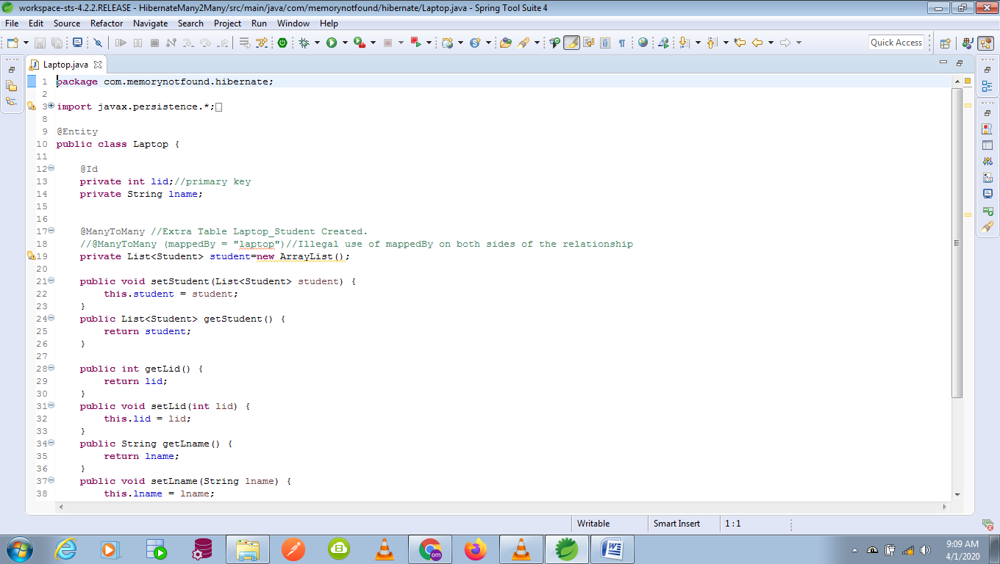 workspace-sts-4.2.2.RELEASE - HibernateMany2Many/src/main/java/com/memorynotfound/hibernate/Laptop.java - Spring Tool Suite 4
File Edit Source Refactor Navigate Search Project Run Window Help
Quick Access
Laptop.java
1 package com.memorynotfound.hibernate;
2
3 import javax.persistence.*;
8
9 @Entity
10 public class Laptop {
11
12 @Id
13 private int lid;//primary key
14 private String lname;
15
16
17 @ManyToMany //Extra Table Laptop_Student Created.
18 //@ManyToMany (mappedBy = "laptop")//Illegal use of mappedBy on both sides of the relationship
19 private List<Student> student=new ArrayList();
20
21 public void setStudent(List<Student> student) {
22 this.student = student;
23 }
24 public List<Student> getStudent() {
25 return student;
26 }
27
28 public int getLid() {
29 return lid;
30 }
31 public void setLid(int lid) {
32 this.lid = lid;
33 }
34 public String getLname() {
35 return lname;
36 }
37 public void setLname(String lname) {
38 this.lname = lname;
Writable Smart Insert 1 : 1
om
9:09 AM
4/1/2020